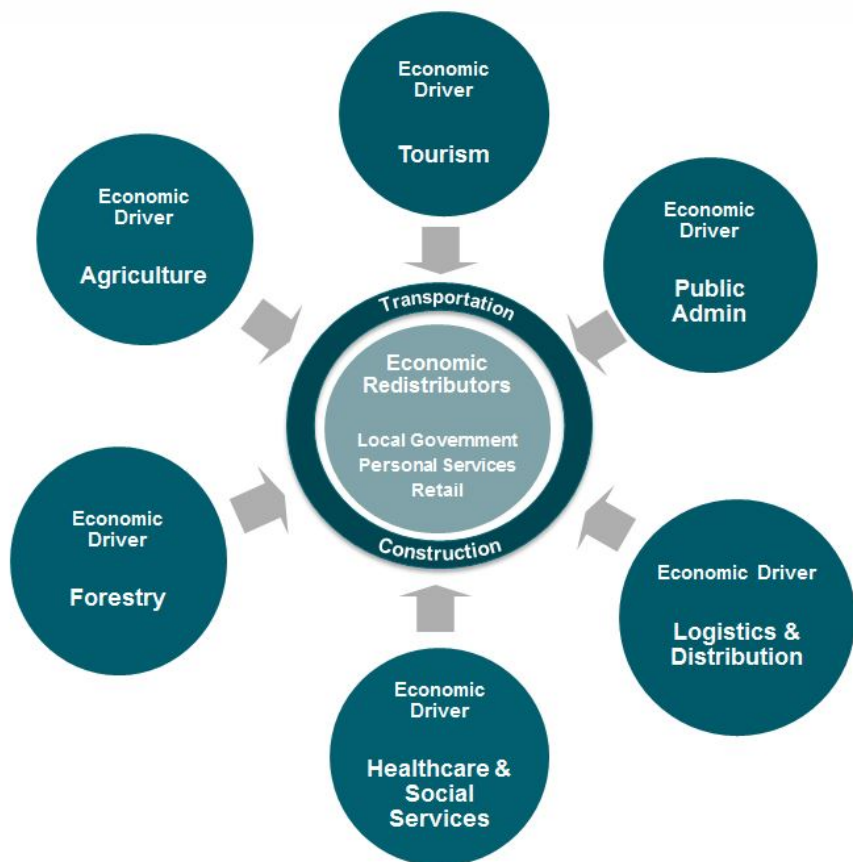 Economic
Driver
Tourism
Economic
Driver
Agriculture
Economic
Driver
Public
Admin
Transportation
Economic
Redistributors
Local Government
Personal Services
Retail
Construction
Economic
Driver
Forestry
Economic Driver
Logistics &
Distribution
Economic
Driver
Healthcare &
Social
Services